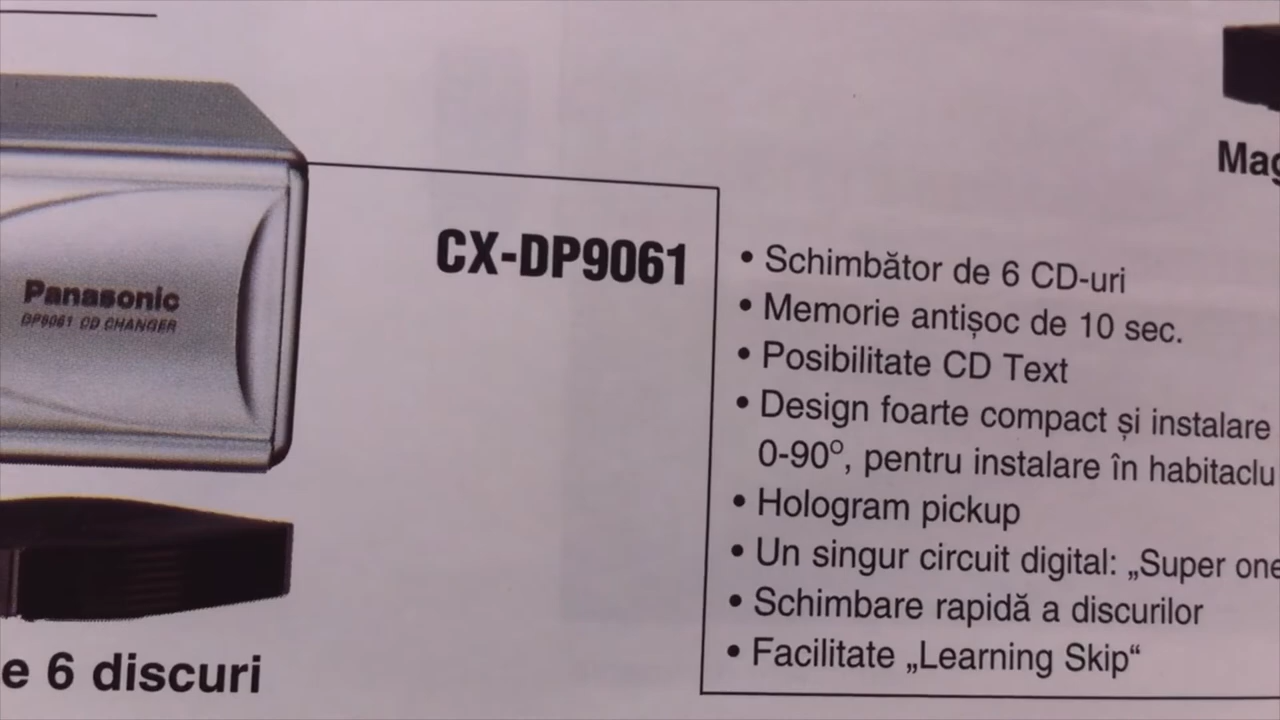 Panasonic
DP9061 CD CHANGER
e 6 discuri
CX-DP9061
• Schimbător de 6 CD-uri
• Memorie antișoc de 10 sec.
• Posibilitate CD Text
• Design foarte compact și instalare
0-90°, pentru instalare în habitaclu
• Hologram pickup
• Un singur circuit digital: „Super one
• Schimbare rapidă a discurilor
• Facilitate „Learning Skip“
Mag